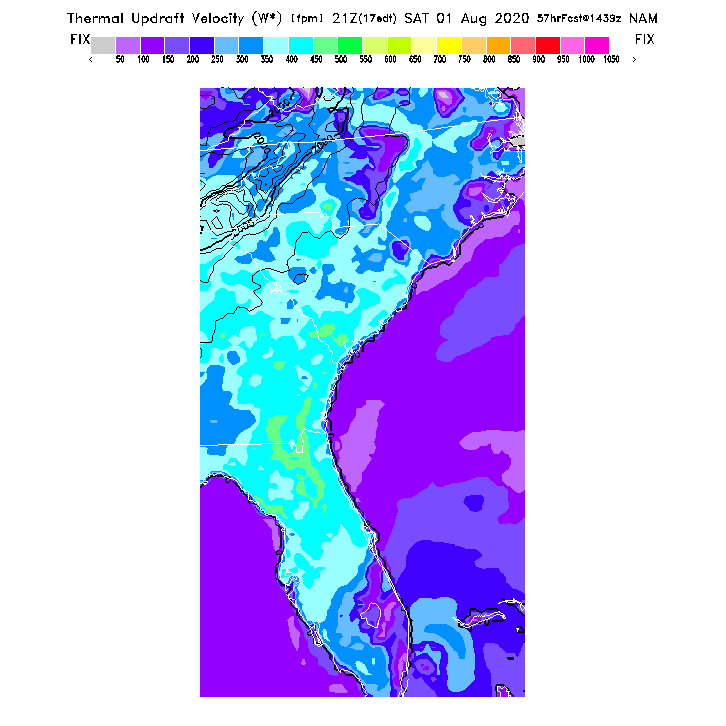 Thermal Updraft Velocity (W*) [fpm] 21Z(17edt) SAT 01 Aug 2020 57hrFcst@1439z NAM
FIX FIX
< 50 100 150 200 250 300 350 400 450 500 550 600 650 700 750 800 850 900 950 1000 1050 >